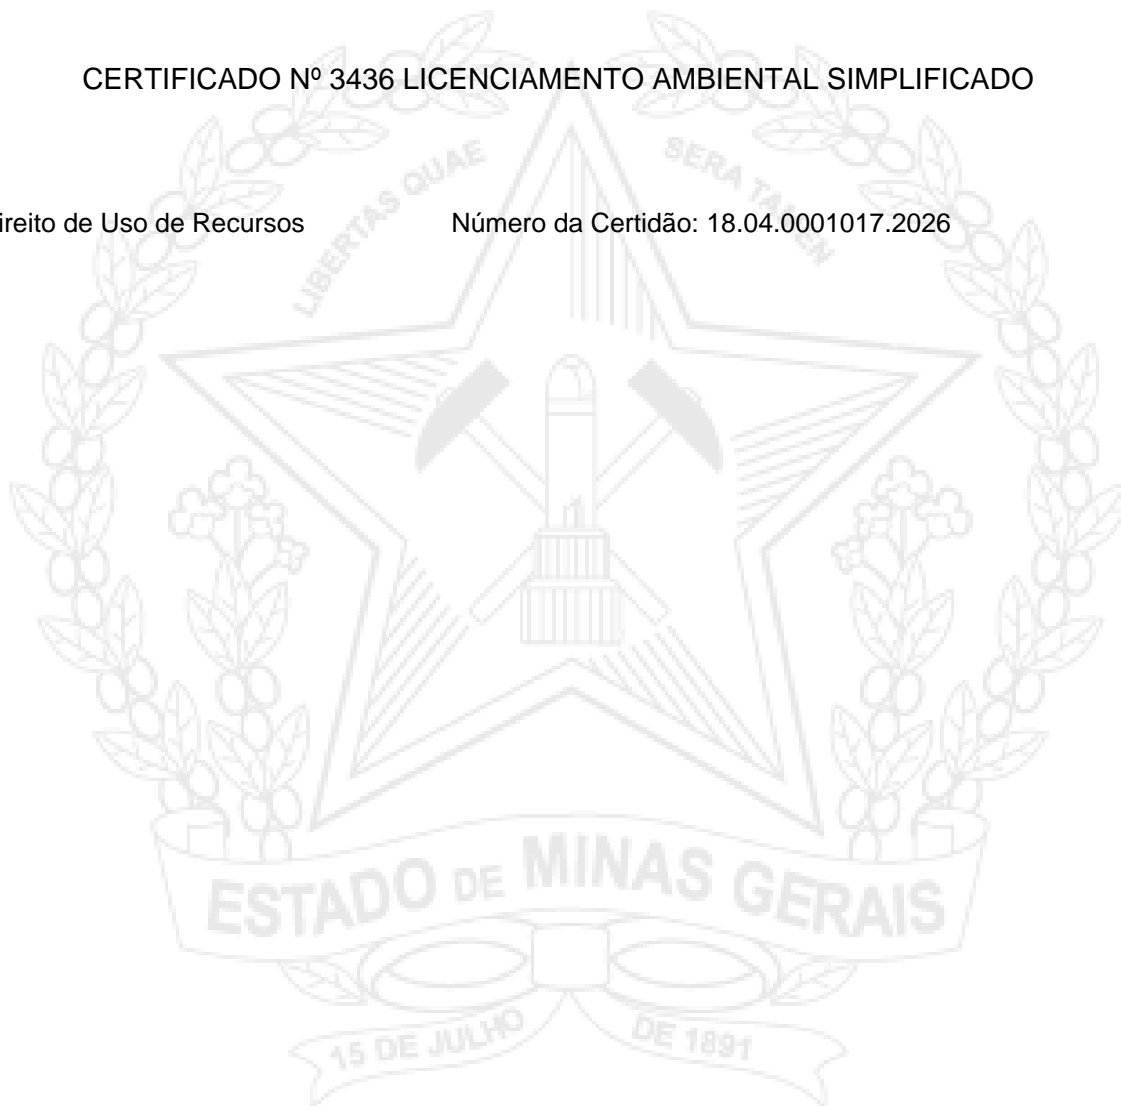 CERTIFICADO Nº 3436 LICENCIAMENTO AMBIENTAL SIMPLIFICADO
LIBERTAS QUAE SERA TAMEN
ireito de Uso de Recursos Número da Certidão: 18.04.0001017.2026
ESTADO DE MINAS GERAIS
15 DE JULHO DE 1891